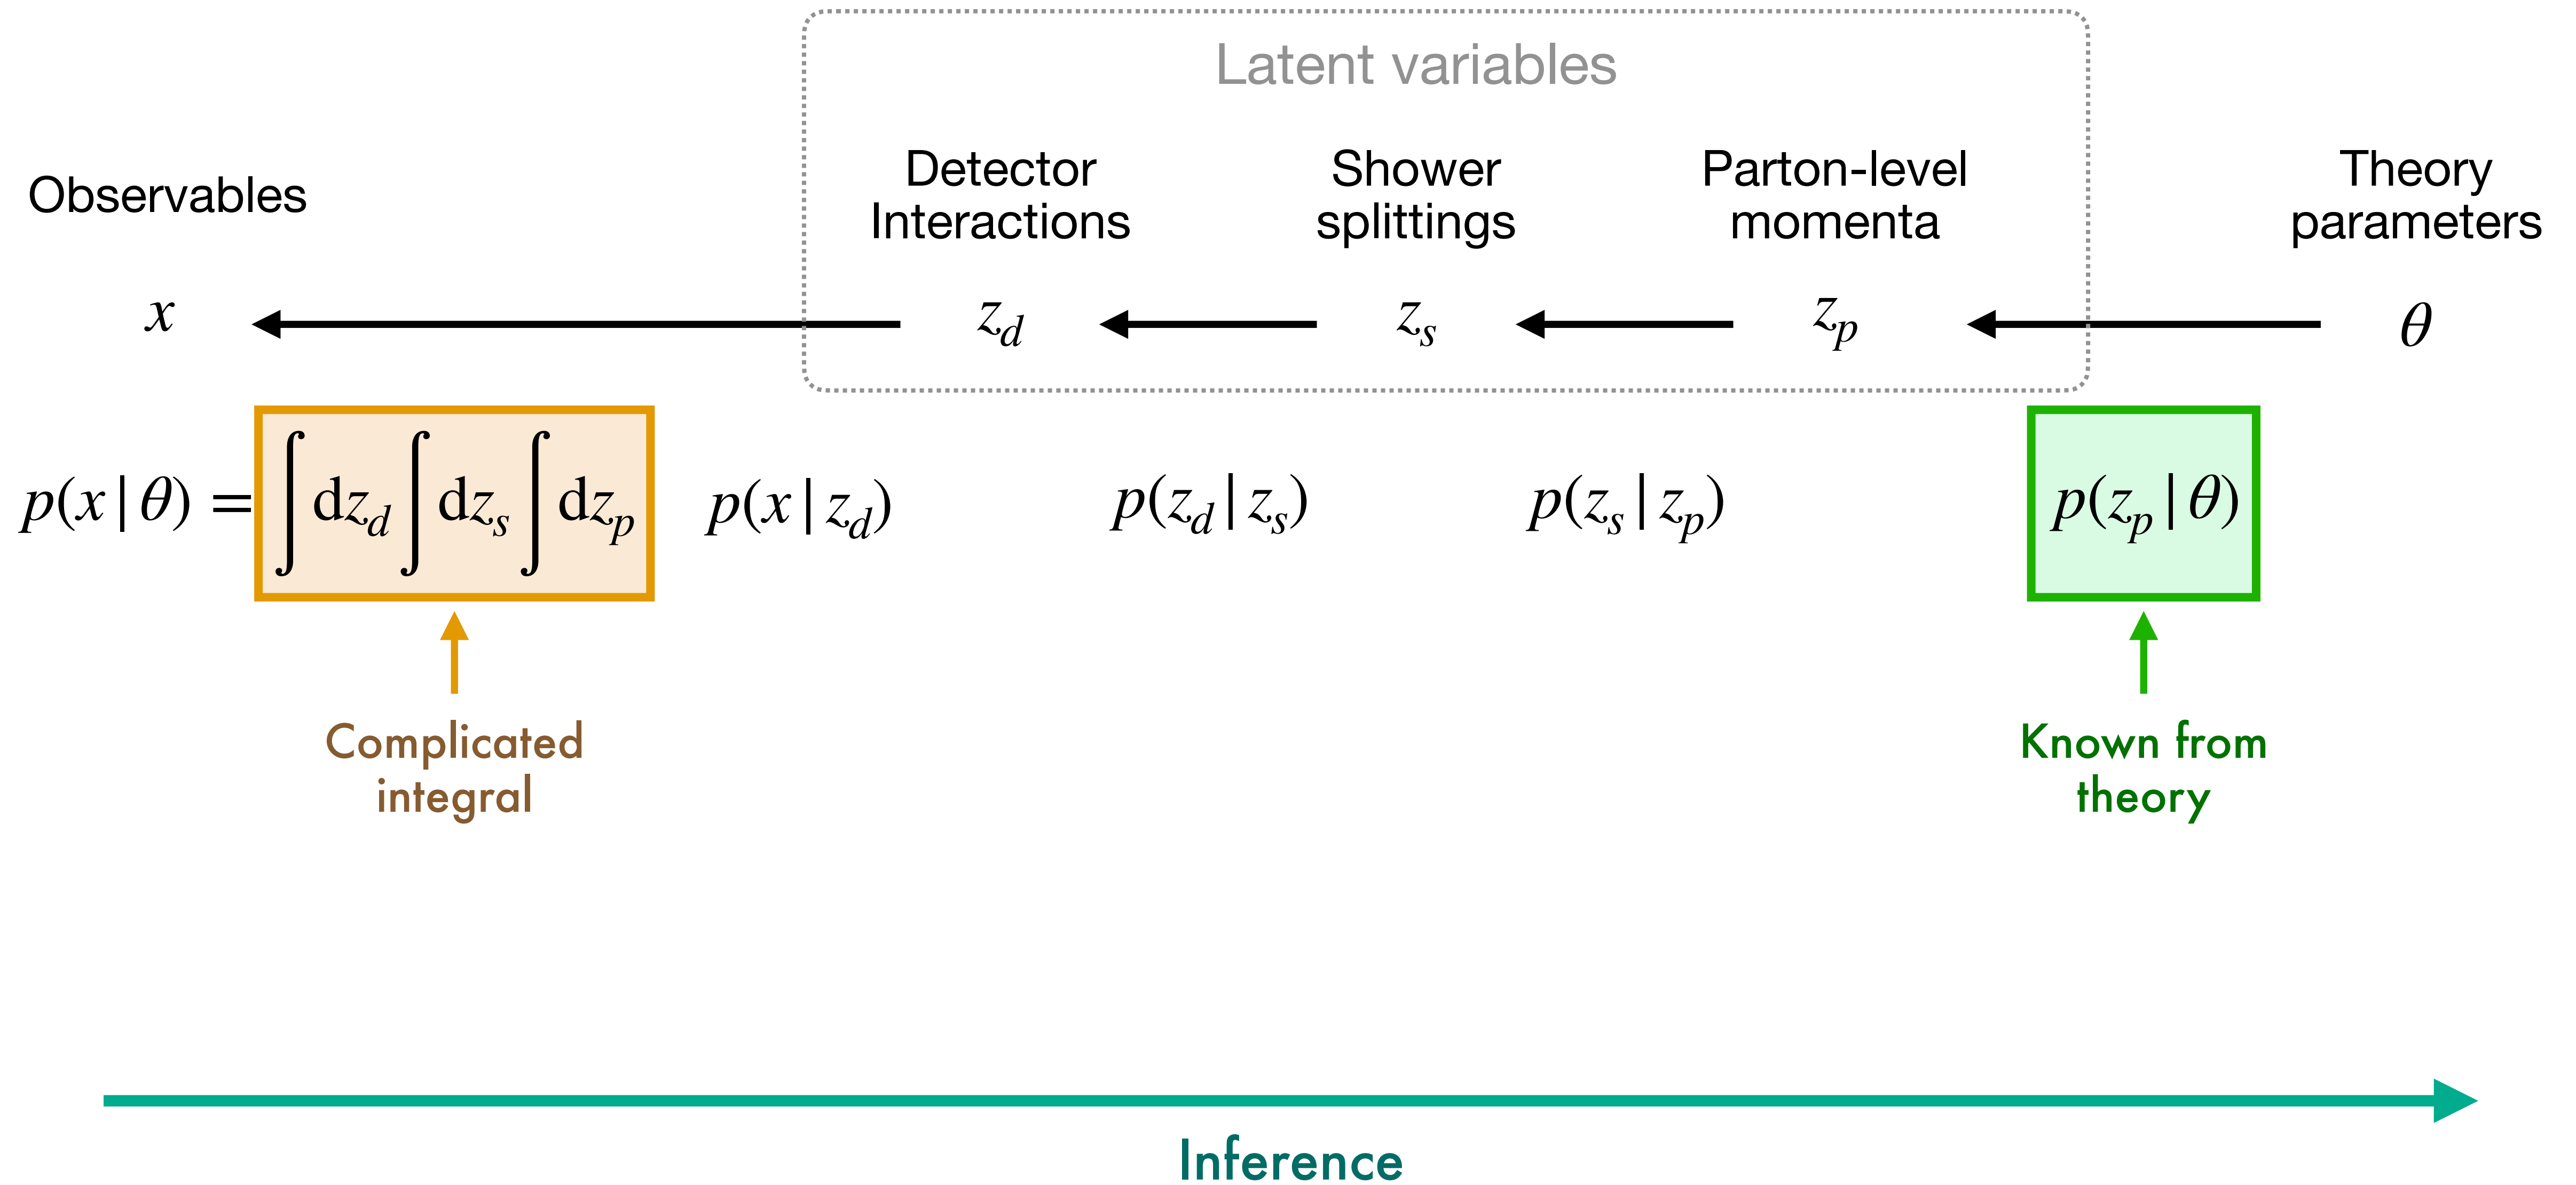 Latent variables
Observables
Detector
Interactions
Shower
splittings
Parton-level
momenta
Theory
parameters
x
z_d
z_s
z_p
θ
p(x|θ) = ∫dz_d ∫dz_s ∫dz_p p(x|z_d) p(z_d|z_s) p(z_s|z_p) p(z_p|θ)
Complicated
integral
Known from
theory
Inference